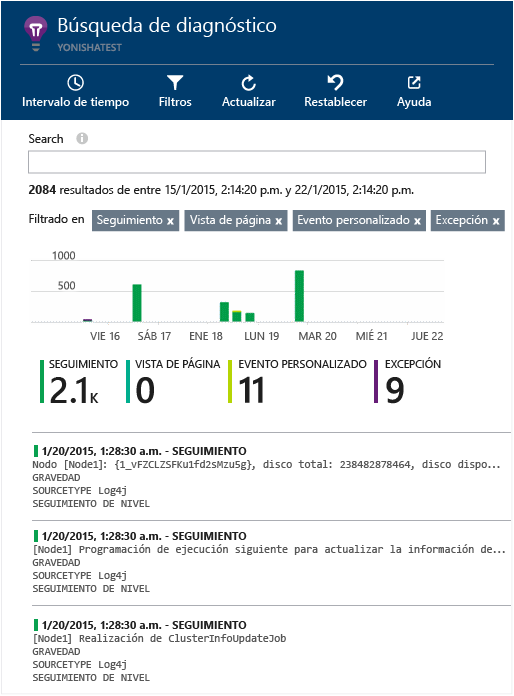 Búsqueda de diagnóstico
YONISHATEST
Intervalo de tiempo Filtros Actualizar Restablecer Ayuda
Search
2084 resultados de entre 15/1/2015, 2:14:20 p.m. y 22/1/2015, 2:14:20 p.m.
Filtrado en Seguimiento x Vista de página x Evento personalizado x Excepción x
1000
500
VIE 16 SÁB 17 ENE 18 LUN 19 MAR 20 MIÉ 21 JUE 22
SEGUIMIENTO VISTA DE PÁGINA EVENTO PERSONALIZADO EXCEPCIÓN
2.1K 0 11 9
1/20/2015, 1:28:30 a.m. - SEGUIMIENTO
Nodo [Node1]: {1_vFZCLZSFKu1fd2sMzu5g}, disco total: 238482878464, disco dispo...
GRAVEDAD
SOURCETYPE Log4j
SEGUIMIENTO DE NIVEL
1/20/2015, 1:28:30 a.m. - SEGUIMIENTO
[Node1] Programación de ejecución siguiente para actualizar la información de...
GRAVEDAD
SOURCETYPE Log4j
SEGUIMIENTO DE NIVEL
1/20/2015, 1:28:30 a.m. - SEGUIMIENTO
[Node1] Realización de ClusterInfoUpdateJob
GRAVEDAD
SOURCETYPE Log4j
SEGUIMIENTO DE NIVEL